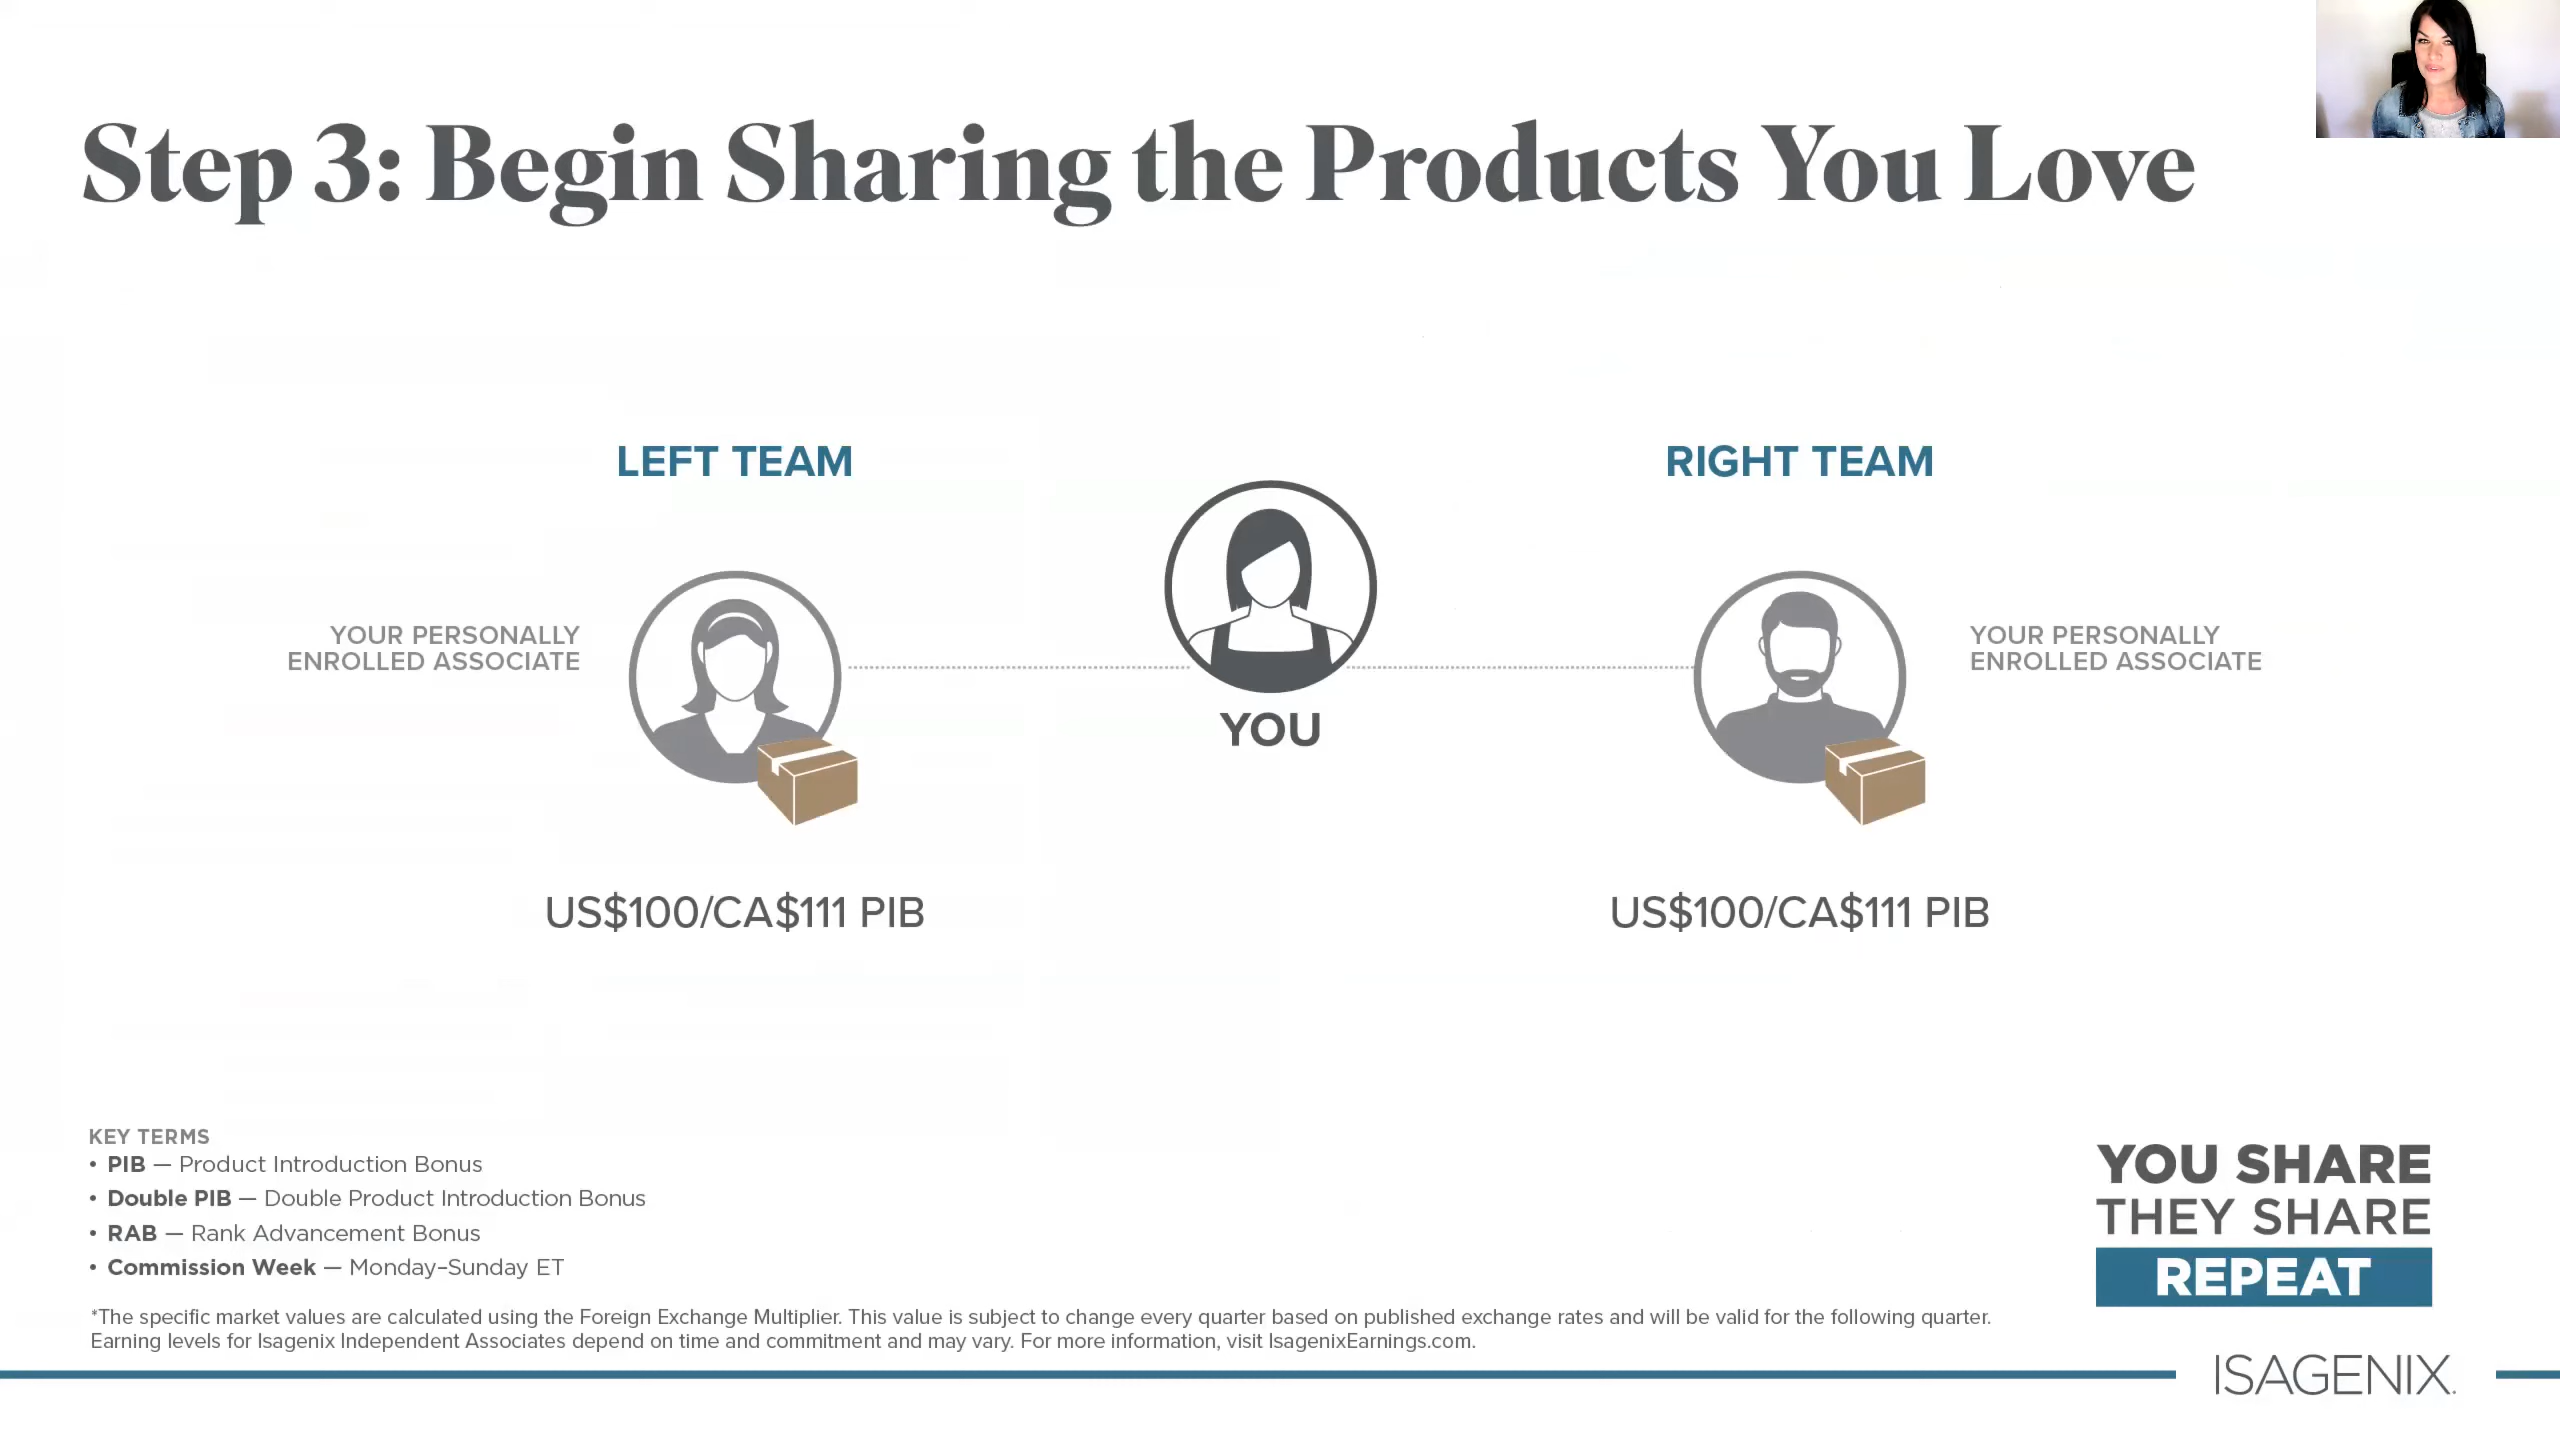 Step 3: Begin Sharing the Products You Love
LEFT TEAM
RIGHT TEAM
YOUR PERSONALLY
ENROLLED ASSOCIATE
YOUR PERSONALLY
ENROLLED ASSOCIATE
YOU
US$100/CA$111 PIB
US$100/CA$111 PIB
KEY TERMS
• PIB — Product Introduction Bonus
• Double PIB — Double Product Introduction Bonus
• RAB — Rank Advancement Bonus
• Commission Week — Monday–Sunday ET
YOU SHARE
THEY SHARE
REPEAT
*The specific market values are calculated using the Foreign Exchange Multiplier. This value is subject to change every quarter based on published exchange rates and will be valid for the following quarter.
Earning levels for Isagenix Independent Associates depend on time and commitment and may vary. For more information, visit IsagenixEarnings.com.
ISAGENIX.